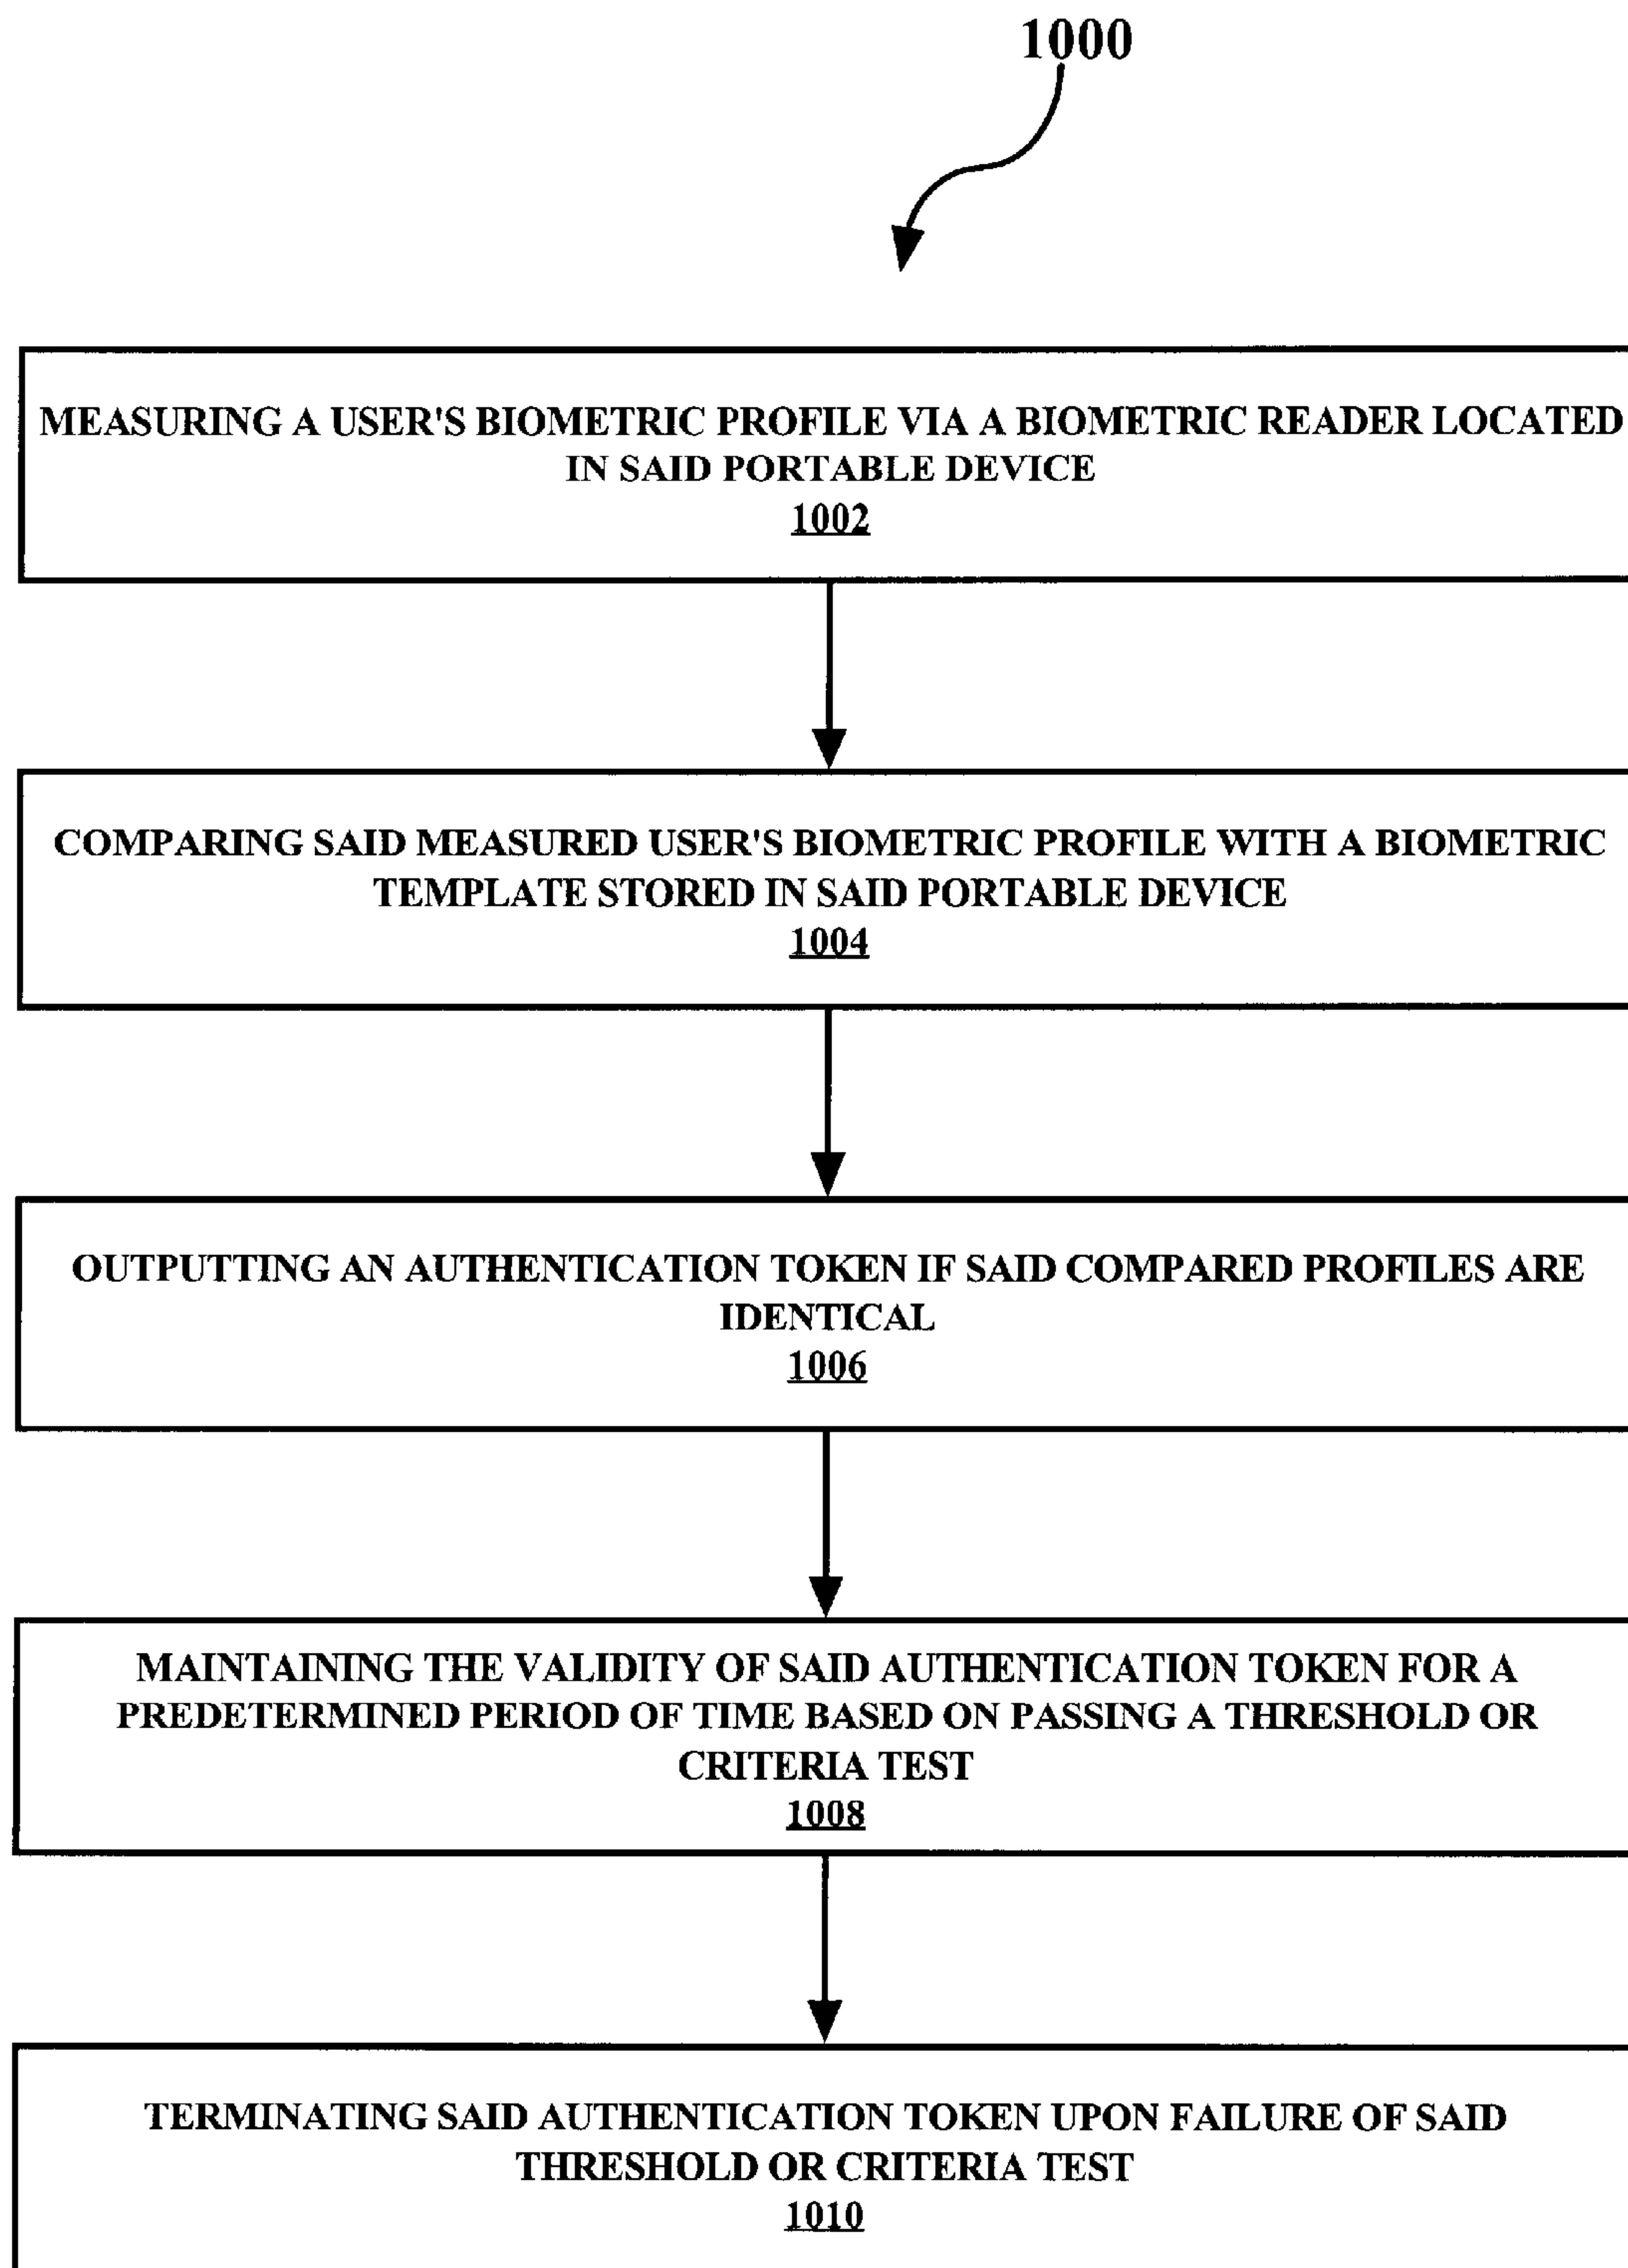 1000
MEASURING A USER'S BIOMETRIC PROFILE VIA A BIOMETRIC READER LOCATED
IN SAID PORTABLE DEVICE
1002
COMPARING SAID MEASURED USER'S BIOMETRIC PROFILE WITH A BIOMETRIC
TEMPLATE STORED IN SAID PORTABLE DEVICE
1004
OUTPUTTING AN AUTHENTICATION TOKEN IF SAID COMPARED PROFILES ARE
IDENTICAL
1006
MAINTAINING THE VALIDITY OF SAID AUTHENTICATION TOKEN FOR A
PREDETERMINED PERIOD OF TIME BASED ON PASSING A THRESHOLD OR
CRITERIA TEST
1008
TERMINATING SAID AUTHENTICATION TOKEN UPON FAILURE OF SAID
THRESHOLD OR CRITERIA TEST
1010